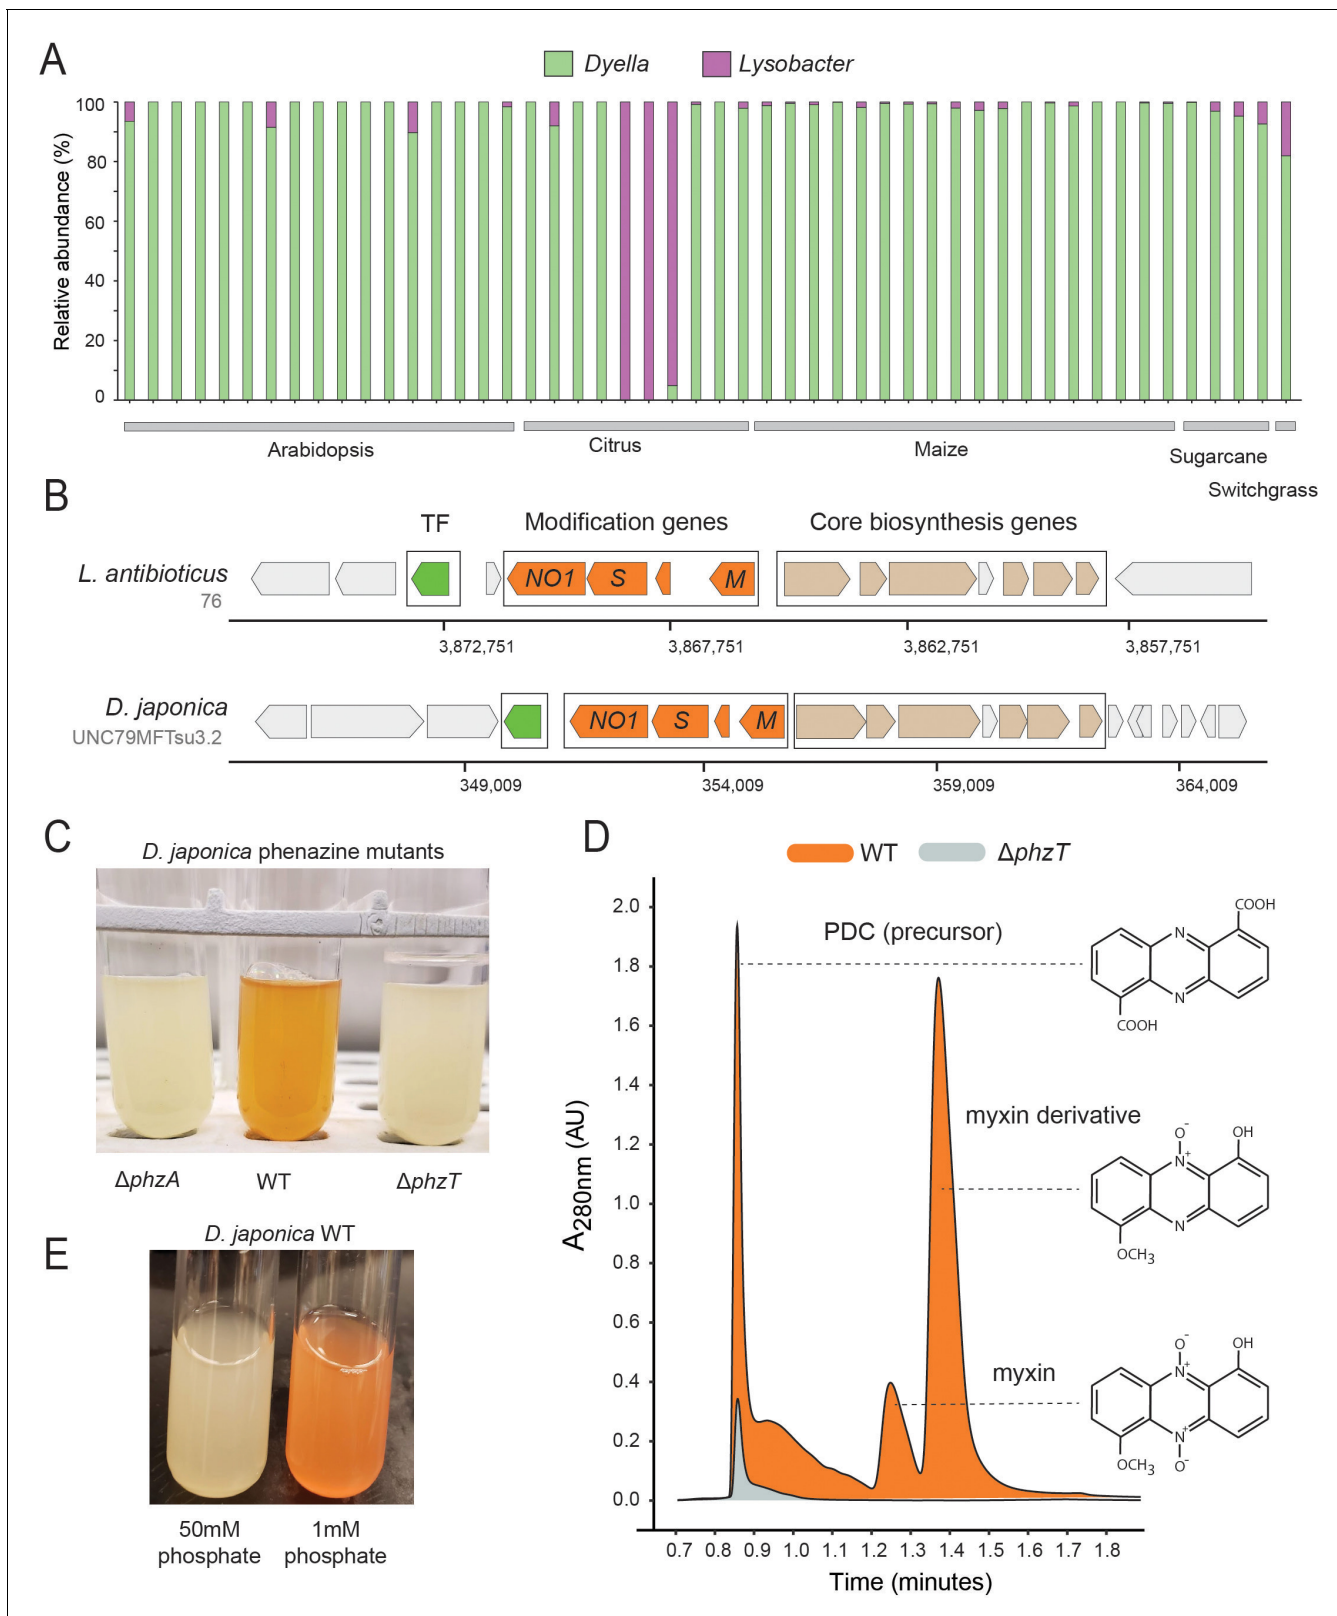 A
Dyella
Lysobacter
Relative abundance (%)
100
80
60
40
20
0
Arabidopsis
Citrus
Maize
Sugarcane
Switchgrass
B
TF
Modification genes
Core biosynthesis genes
L. antibioticus
76
NO1 S M
3,872,751
3,867,751
3,862,751
3,857,751
D. japonica
UNC79MFTsu3.2
NO1 S M
349,009
354,009
359,009
364,009
C
D. japonica phenazine mutants
ΔphzA
WT
ΔphzT
D
WT
ΔphzT
A280nm (AU)
2.0
1.8
1.6
1.4
1.2
1.0
0.8
0.6
0.4
0.2
0.0
PDC (precursor)
COOH
N
N
COOH
myxin derivative
O-
OH
N+
N
OCH3
myxin
O-
OH
N+
N+
OCH3
O-
0.7 0.8 0.9 1.0 1.1 1.2 1.3 1.4 1.5 1.6 1.7 1.8
Time (minutes)
E
D. japonica WT
50mM
phosphate
1mM
phosphate